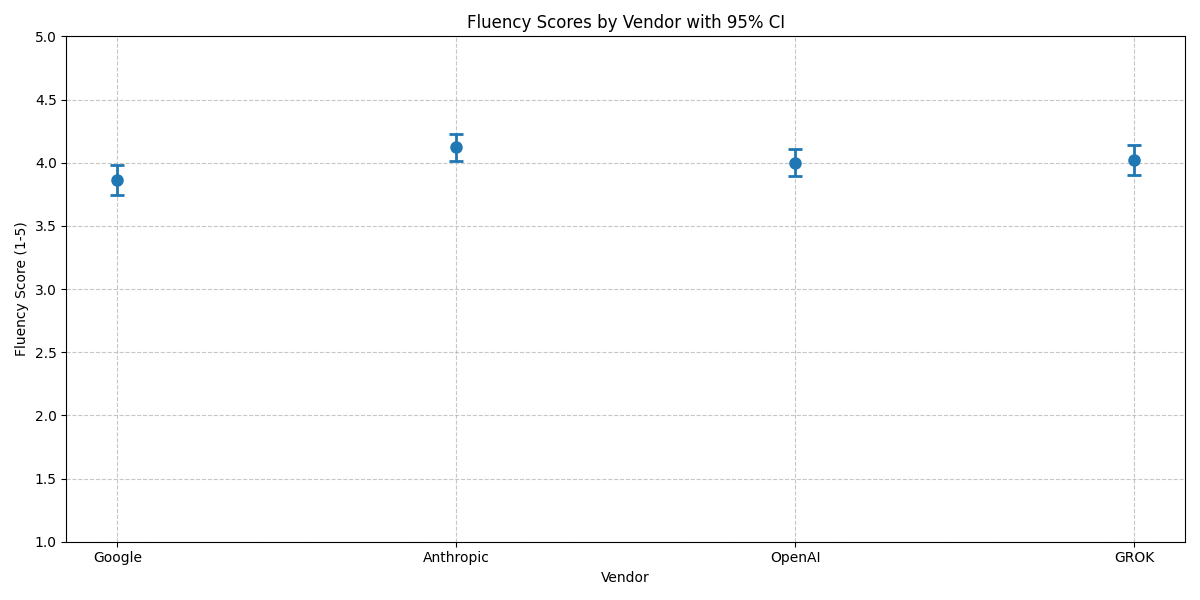 Fluency Scores by Vendor with 95% CI
5.0
4.5
4.0
3.5
3.0
2.5
2.0
1.5
1.0
Fluency Score (1-5)
Google Anthropic OpenAI GROK
Vendor